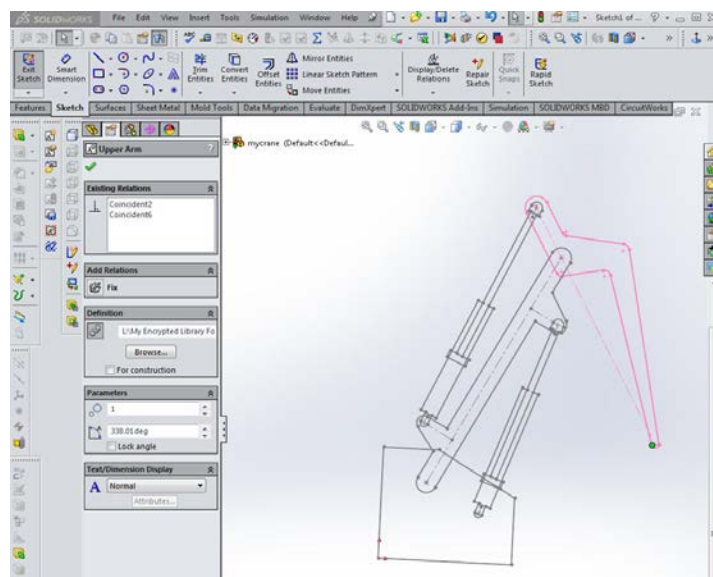 SOLIDWORKS File Edit View Insert Tools Simulation Window Help Sketch1 of ...
Exit Sketch
Smart Dimension
Trim Entities
Convert Entities
Offset Entities
Mirror Entities
Linear Sketch Pattern
Move Entities
Display/Delete Relations
Repair Sketch
Quick Snaps
Rapid Sketch
Features Sketch Surfaces Sheet Metal Mold Tools Data Migration Evaluate DimXpert SOLIDWORKS Add-Ins Simulation SOLIDWORKS MBD CircuitWorks
mycrane (Default<<Defaul...
Upper Arm ?
Existing Relations
Coincident2
Coincident6
Add Relations
Fix
Definition
L:\My Encrypted Library Fo
Browse...
For construction
Parameters
1
338.01deg
Lock angle
Text/Dimension Display
A Normal
Attributes...